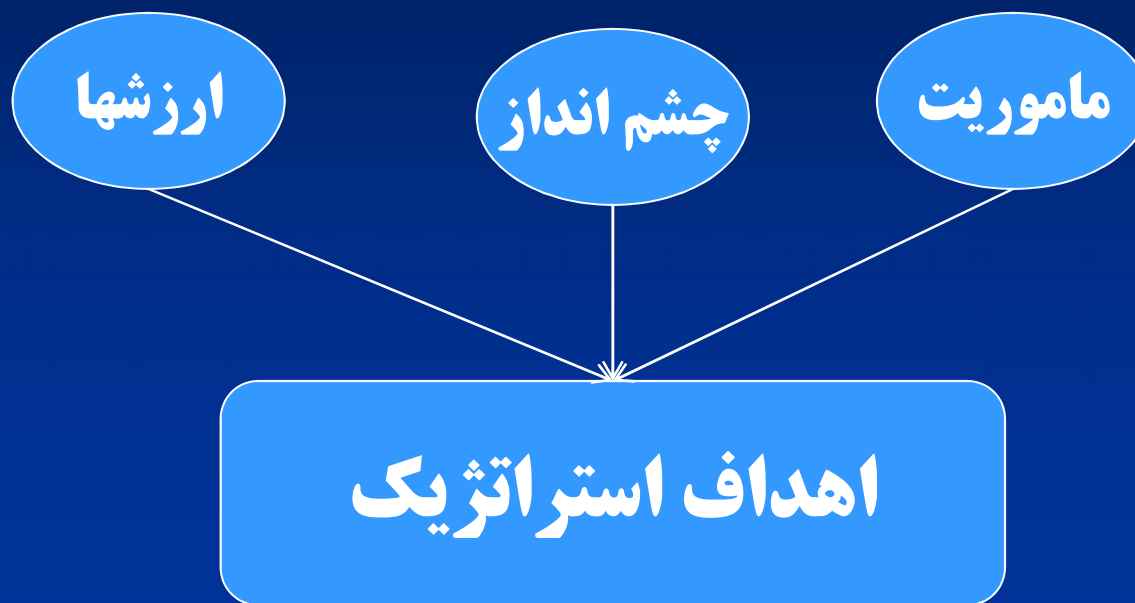 ماموریت
چشم انداز
ارزشها
اهداف استراتژیک